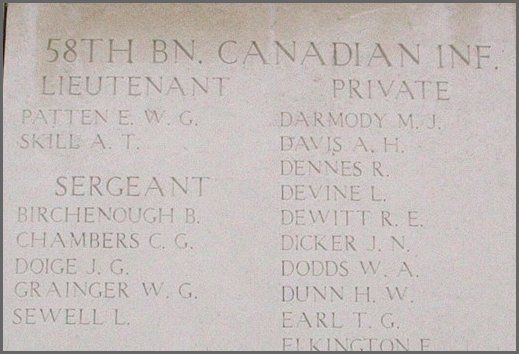 58TH BN. CANADIAN INF.
LIEUTENANT
PATTEN E. W. G.
SKILL A. T.
SERGEANT
BIRCHENOUGH B.
CHAMBERS C. G.
DOIGE J. G.
GRAINGER W. G.
SEWELL L.
PRIVATE
DARMODY M. J.
DAVIS A. H.
DENNES R.
DEVINE L.
DEWITT R. E.
DICKER J. N.
DODDS W. A.
DUNN H. W.
EARL T. G.
ELKINGTON